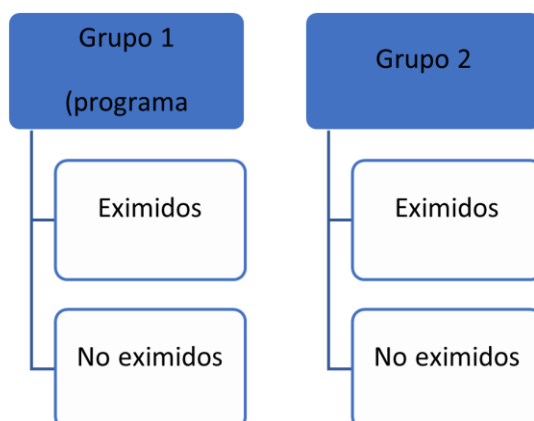 Grupo 1
(programa
Eximidos
No eximidos
Grupo 2
Eximidos
No eximidos